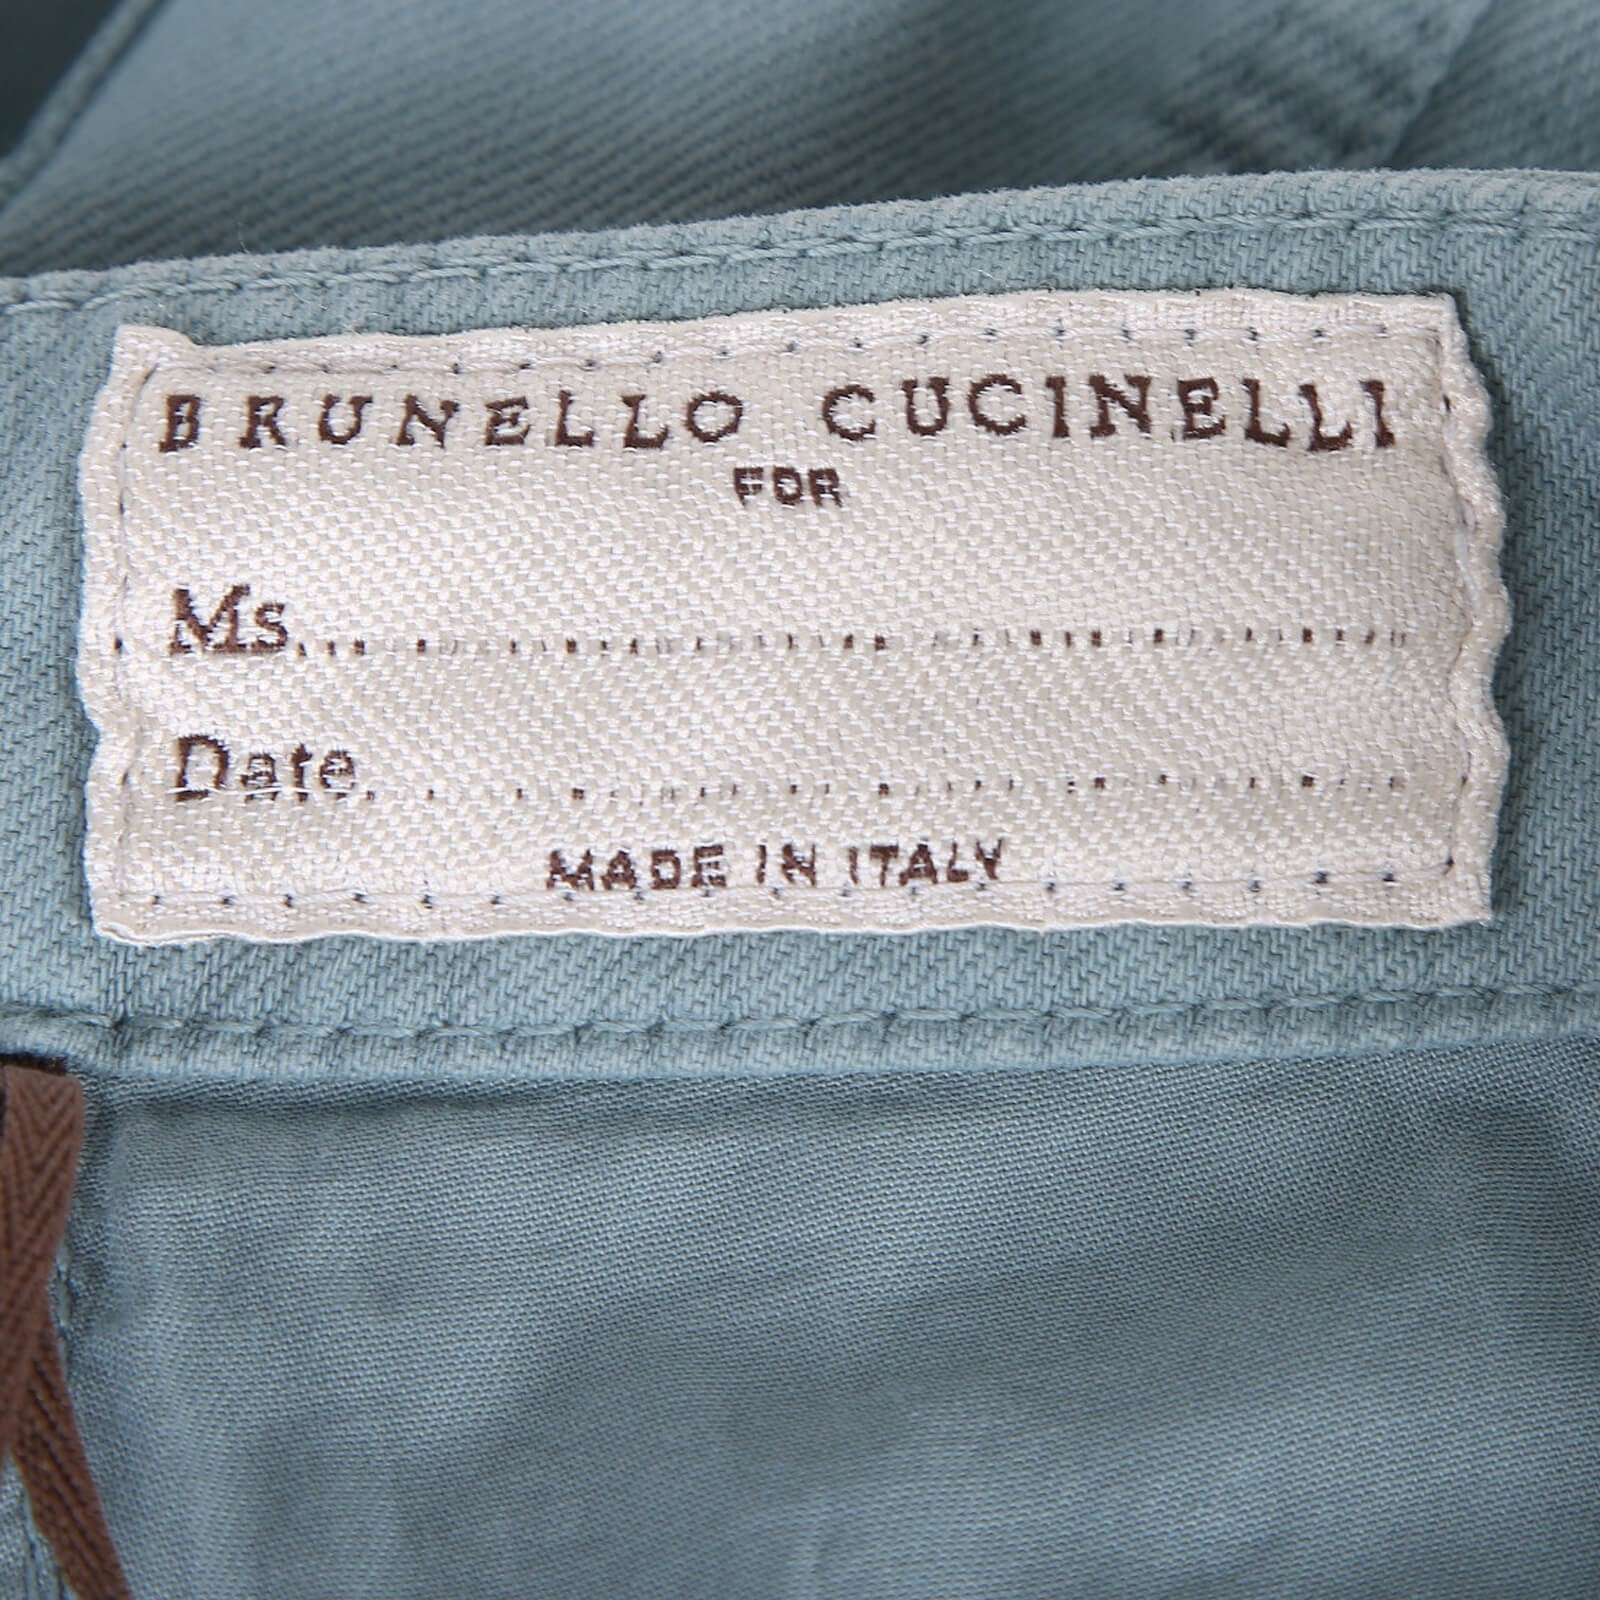 BRUNELLO CUCINELLI
FOR
Ms.............................................
Date...........................................
MADE IN ITALY